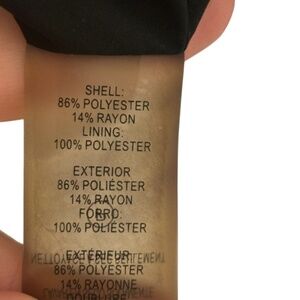 SHELL:
86% POLYESTER
14% RAYON
LINING:
100% POLYESTER
EXTERIOR
86% POLIÉSTER
14% RAYON
FORRO:
100% POLIÉSTER
EXTÉRIEUR
86% POLYESTER
14% RAYONNE
DOUBLURE